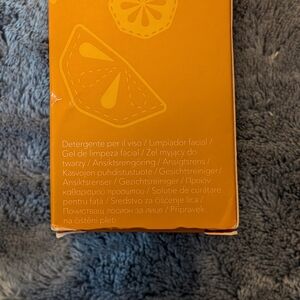 Detergente per il viso / Limpiador facial /
Gel de limpeza facial / Żel myjący do
twarzy / Ansiktsrengöring / Ansigtsrens /
Kasvojen puhdistustuote / Gesichtsreiniger /
Ansiktsrenser / Gezichtsreiniger / Προϊόν
καθαρισμού προσώπου / Soluție de curățare
pentru față / Sredstvo za čišćenje lica /
Почистващ лосион за лице / Přípravek
na čištění pleti